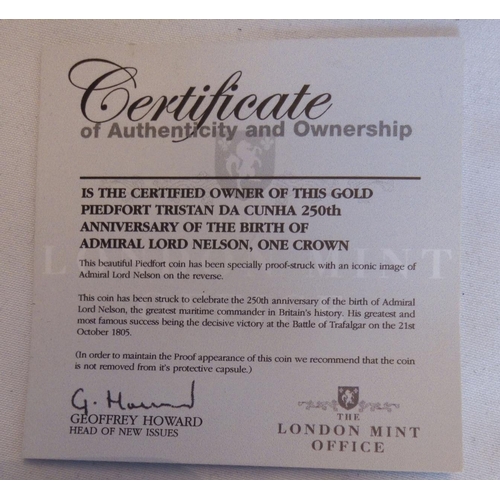 Certificate
of Authenticity and Ownership
IS THE CERTIFIED OWNER OF THIS GOLD
PIEDFORT TRISTAN DA CUNHA 250th
ANNIVERSARY OF THE BIRTH OF
ADMIRAL LORD NELSON, ONE CROWN
This beautiful Piedfort coin has been specially proof-struck with an iconic image of
Admiral Lord Nelson on the reverse.
This coin has been struck to celebrate the 250th anniversary of the birth of Admiral
Lord Nelson, the greatest maritime commander in Britain's history. His greatest and
most famous success being the decisive victory at the Battle of Trafalgar on the 21st
October 1805.
(In order to maintain the Proof appearance of this coin we recommend that the coin
is not removed from it's protective capsule.)
G. Howard
GEOFFREY HOWARD
HEAD OF NEW ISSUES
THE
LONDON MINT
OFFICE